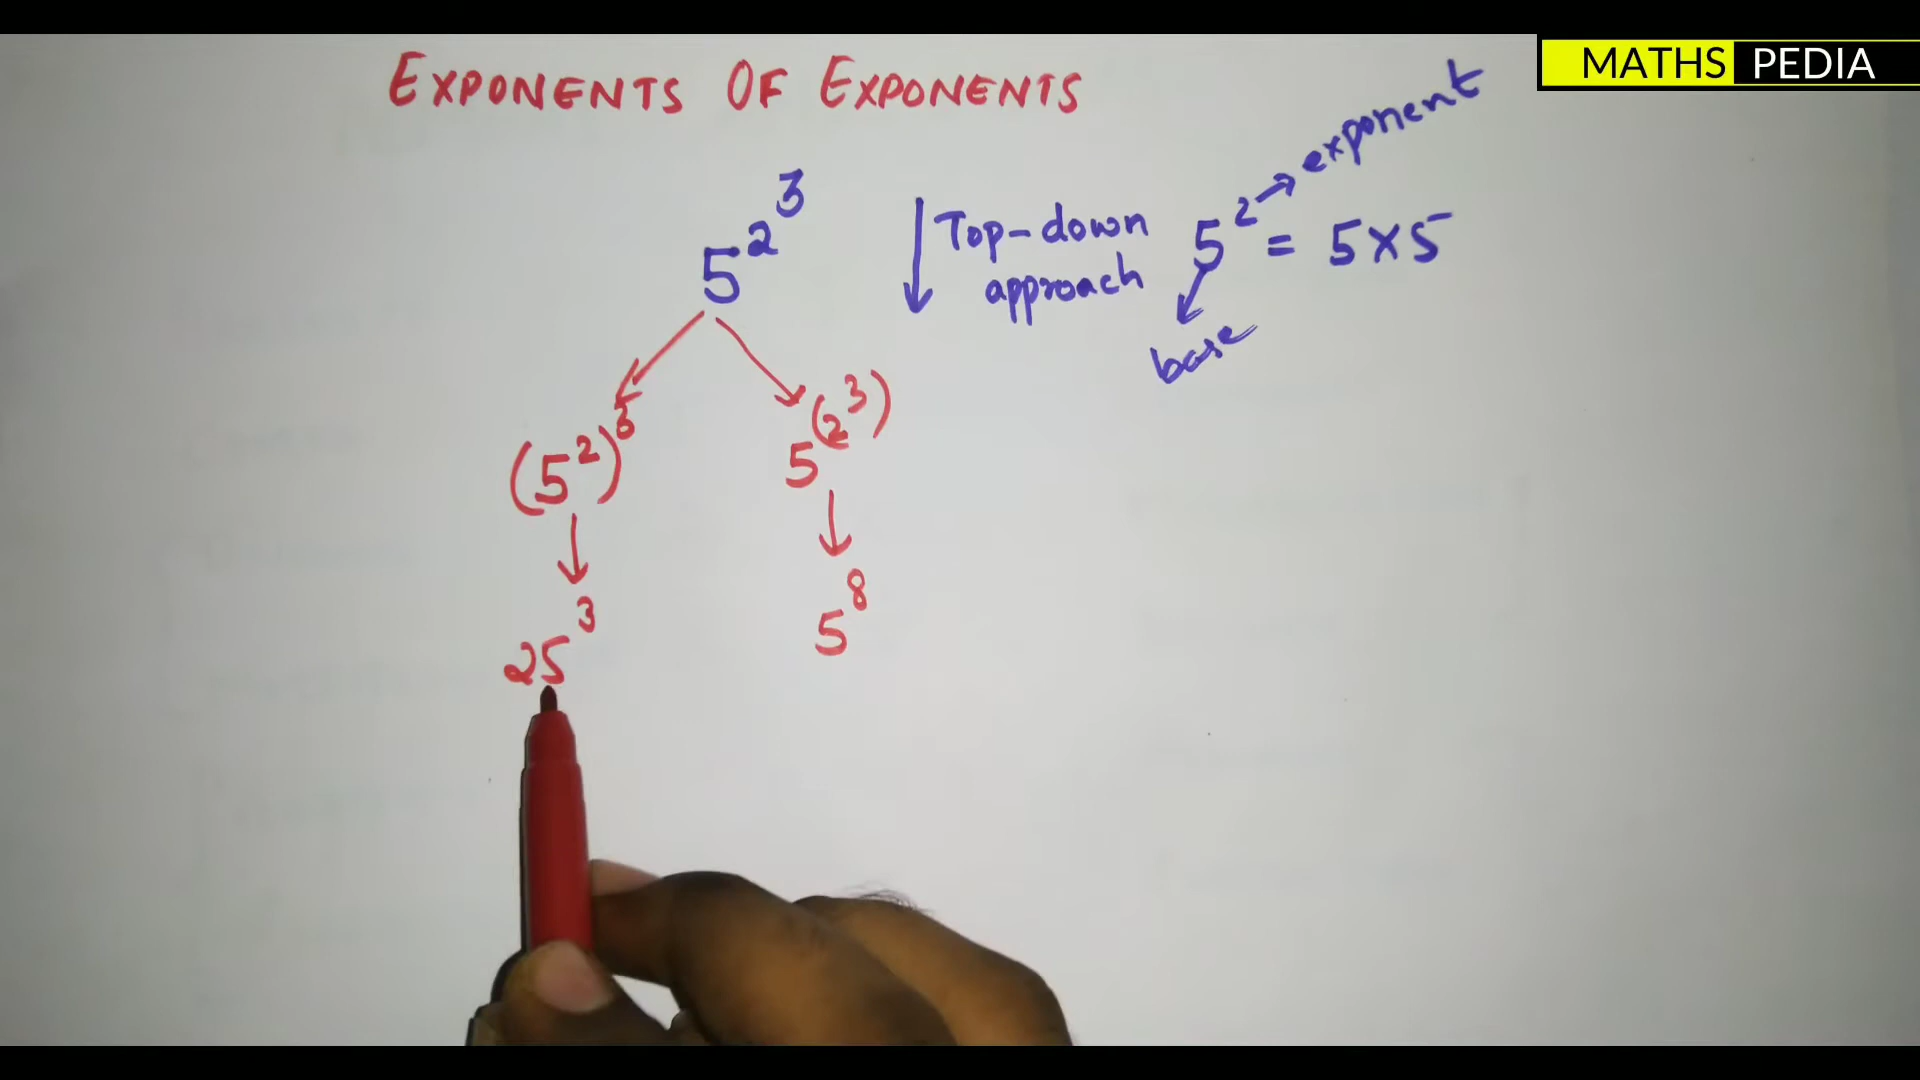 MATHS PEDIA
EXPONENTS OF EXPONENTS
5^2^3
Top-down
approach
5^2 = 5×5
exponent
base
(5^2)^3
5^(2^3)
25^3
5^8